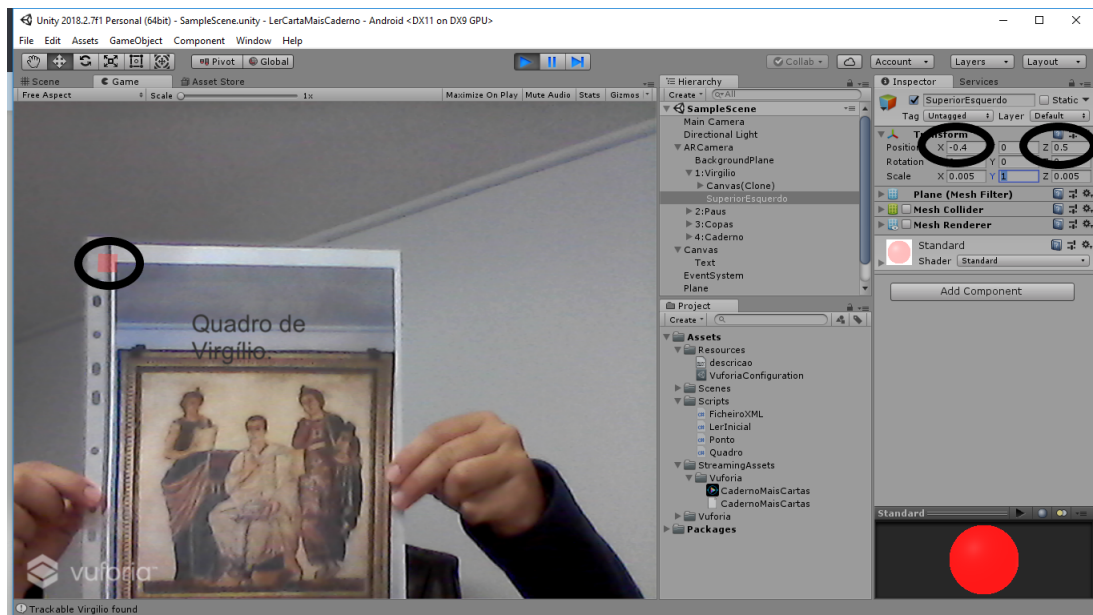 Unity 2018.2.7f1 Personal (64bit) - SampleScene.unity - LerCartaMaisCaderno - Android <DX11 on DX9 GPU>
File Edit Assets GameObject Component Window Help
Pivot Global Collab Account Layers Layout
Scene Game Asset Store
Free Aspect Scale 1x Maximize On Play Mute Audio Stats Gizmos
Quadro de
Virgílio.
vuforia
Trackable Virgilio found
Hierarchy
Create All
SampleScene
Main Camera
Directional Light
ARCamera
BackgroundPlane
1:Virgilio
Canvas(Clone)
SuperiorEsquerdo
2:Paus
3:Copas
4:Caderno
Canvas
Text
EventSystem
Plane
Project
Create
Assets
Resources
descricao
VuforiaConfiguration
Scenes
Scripts
FicheiroXML
LerInicial
Ponto
Quadro
StreamingAssets
Vuforia
CadernoMaisCartas
CadernoMaisCartas
Vuforia
Packages
Inspector Services
SuperiorEsquerdo Static
Tag Untagged Layer Default
Transform
Position X -0.4 0 Z 0.5
Rotation Y 0
Scale X 0.005 Y 1 Z 0.005
Plane (Mesh Filter)
Mesh Collider
Mesh Renderer
Standard
Shader Standard
Add Component
Standard